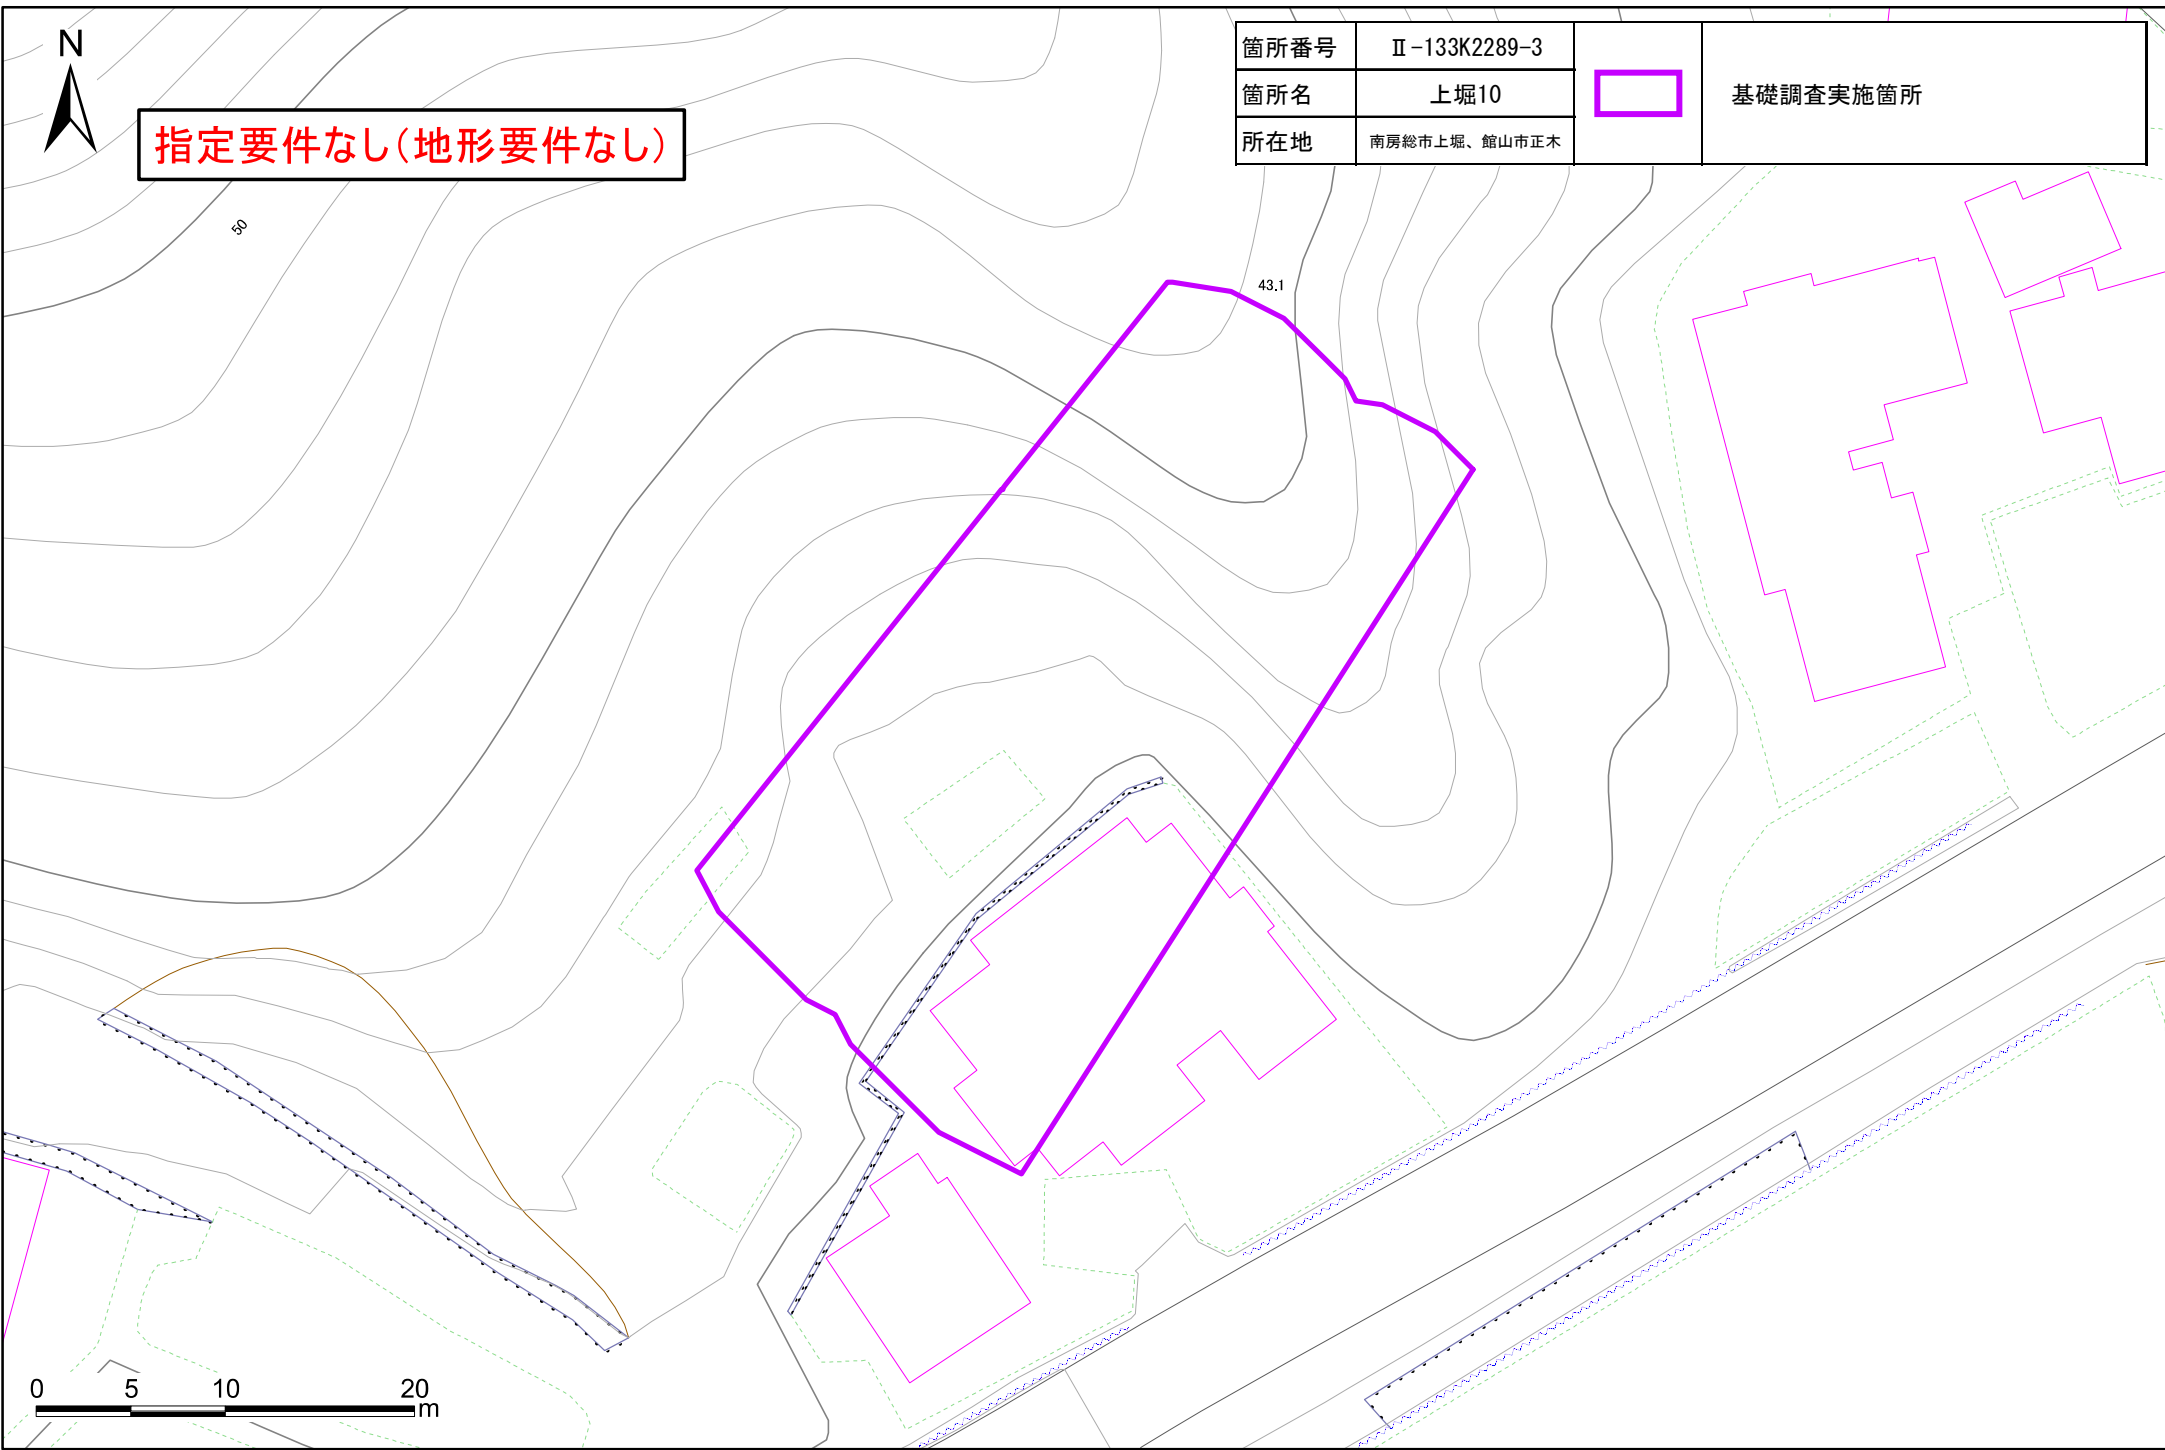 N
指定要件なし(地形要件なし)
箇所番号 Ⅱ-133K2289-3
箇所名 上堀10
所在地 南房総市上堀、館山市正木
基礎調査実施箇所
50
43.1
0 5 10 20
m